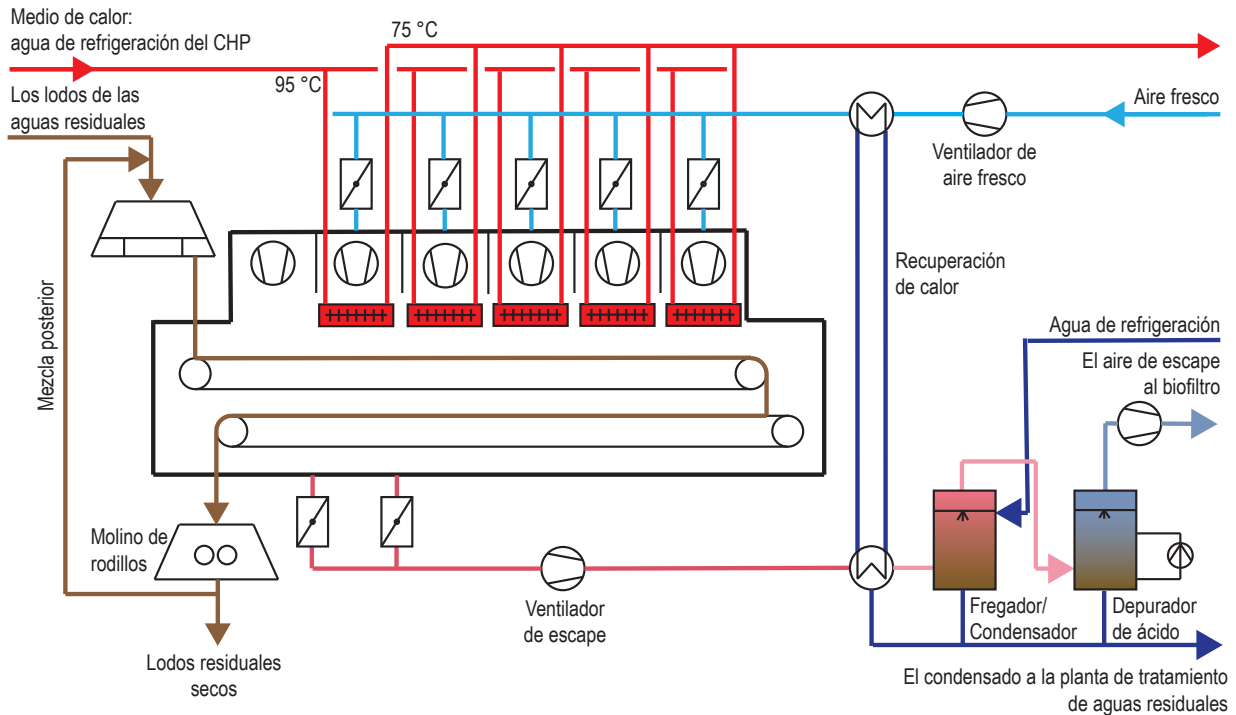 Medio de calor:
agua de refrigeración del CHP
75 °C
95 °C
Los lodos de las
aguas residuales
Aire fresco
Ventilador de
aire fresco
Recuperación
de calor
Mezcla posterior
Agua de refrigeración
El aire de escape
al biofiltro
Molino de
rodillos
Ventilador
de escape
Fregador/
Condensador
Depurador
de ácido
Lodos residuales
secos
El condensado a la planta de tratamiento
de aguas residuales